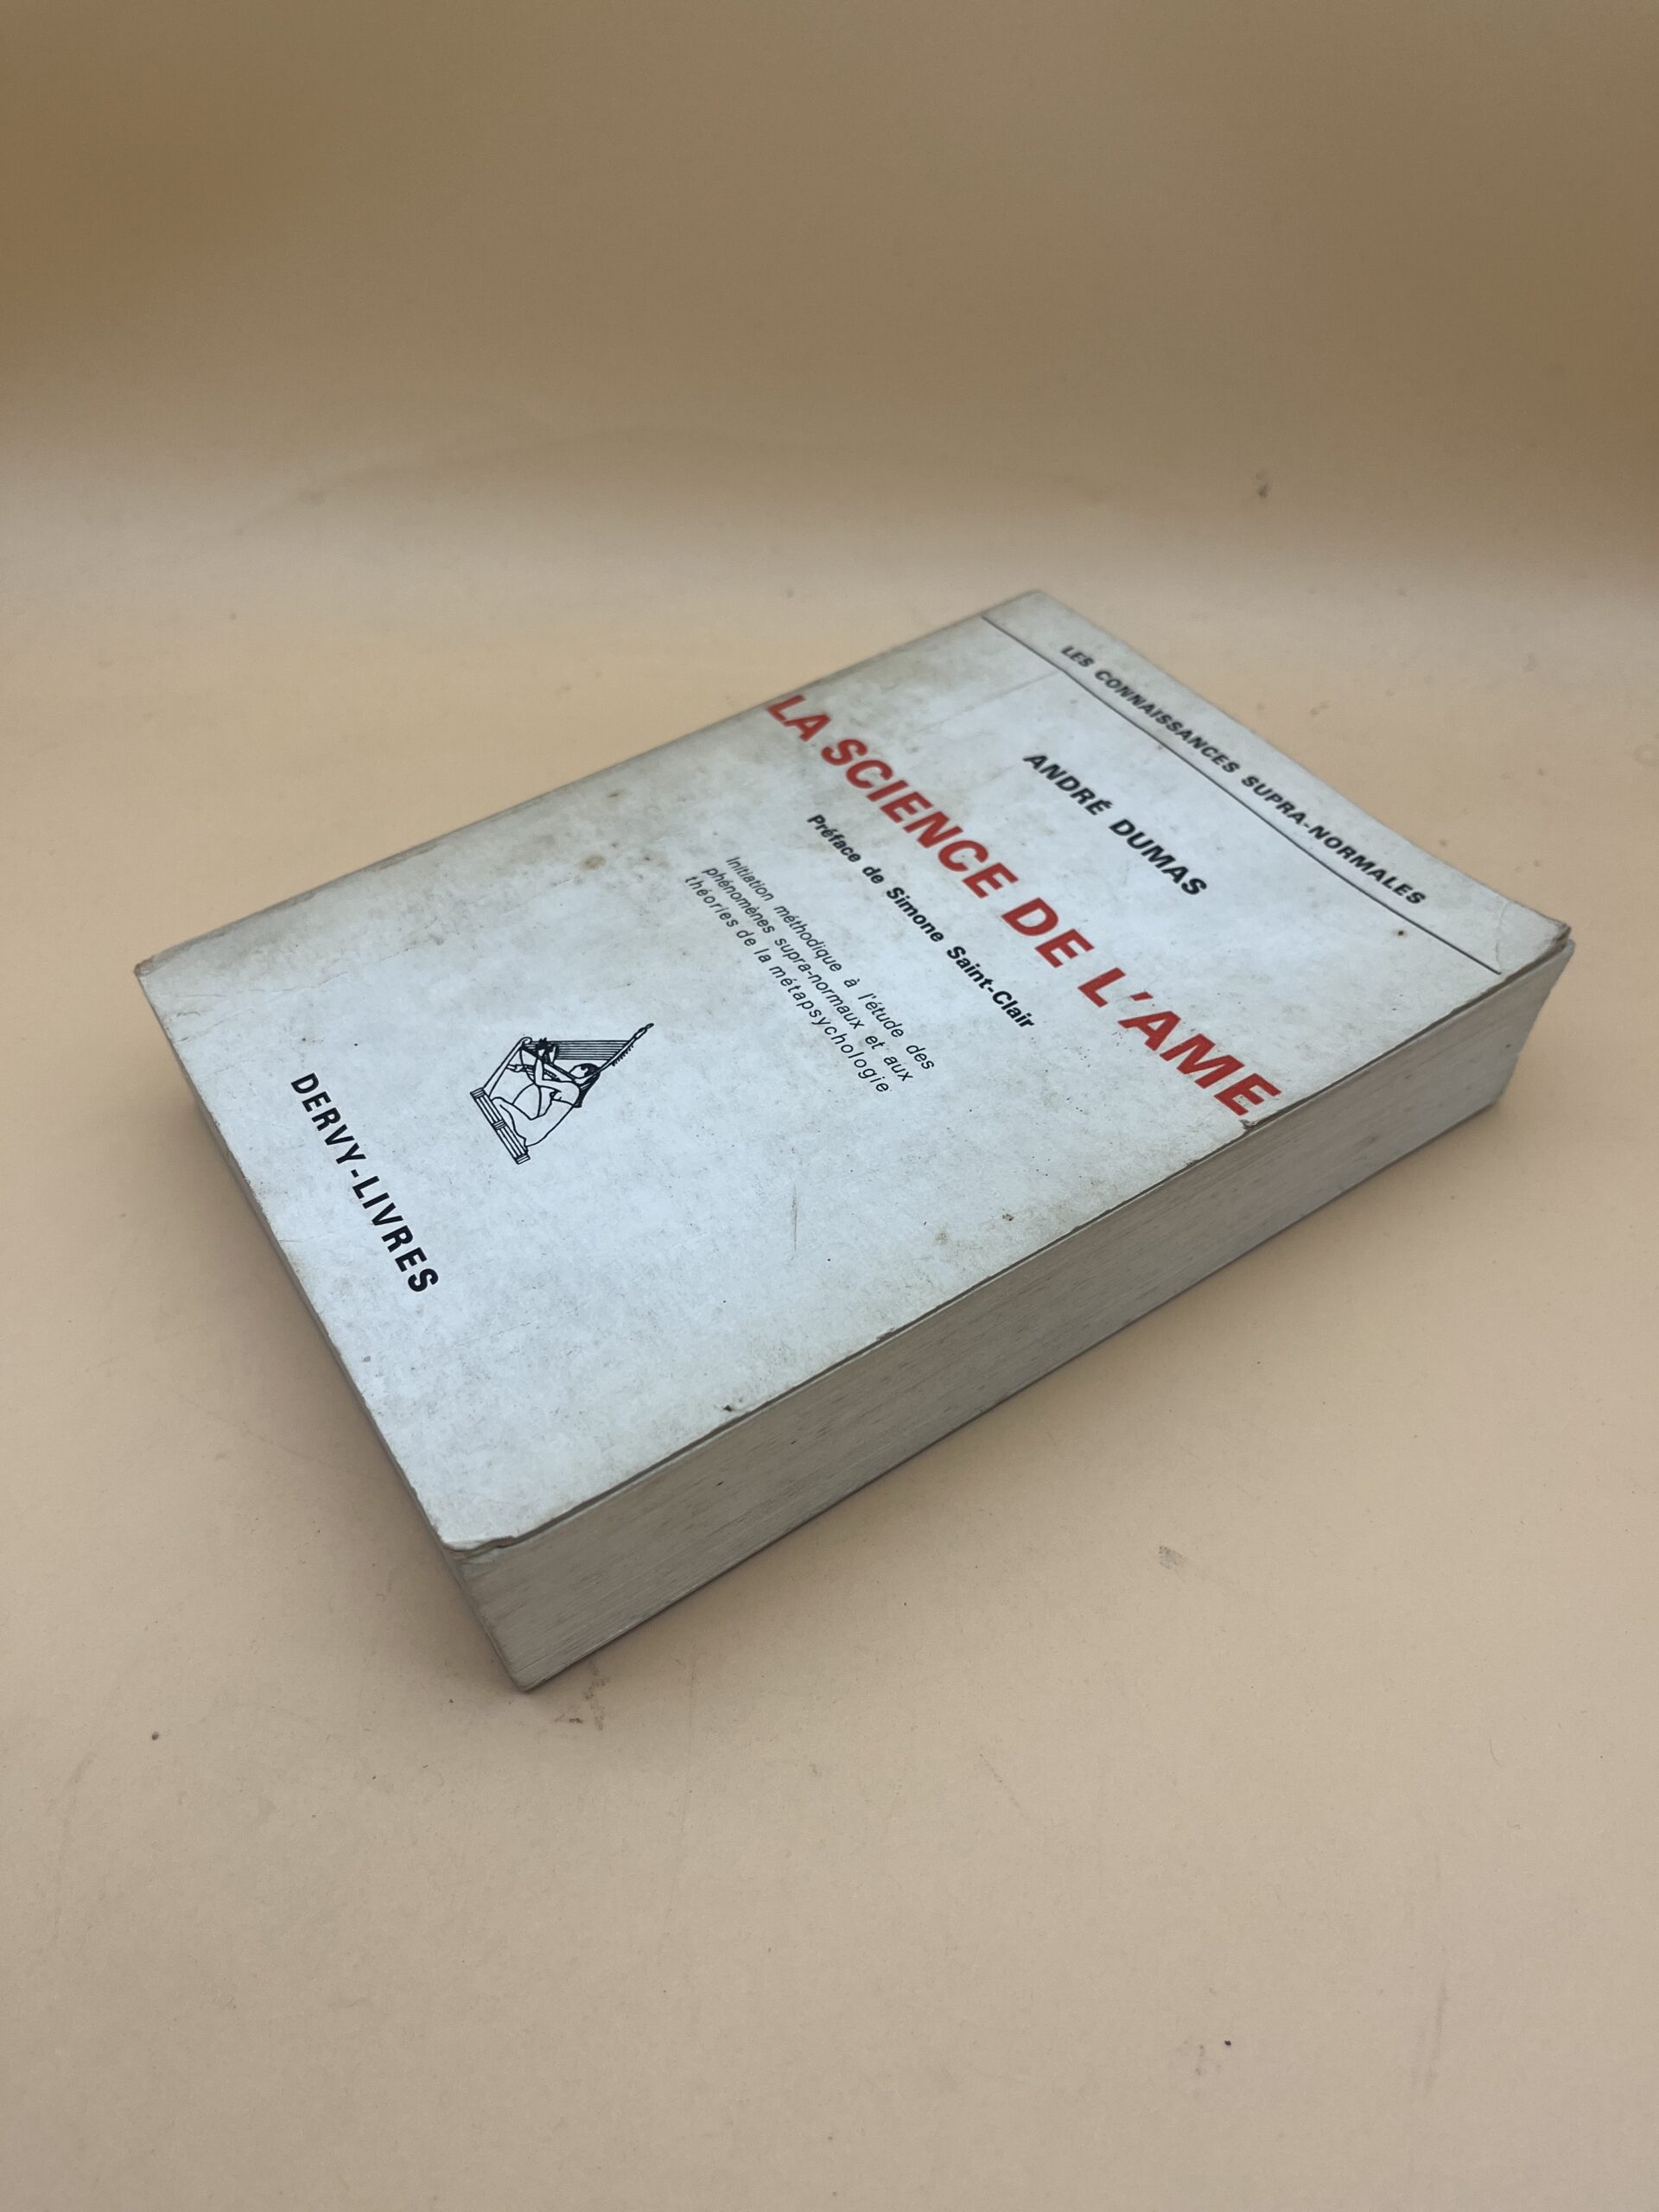 LES CONNAISSANCES SUPRA-NORMALES
ANDRÉ DUMAS
LA SCIENCE DE L'AME
Préface de Simone Saint-Clair
Initiation méthodique à l'étude des
phénomènes supra-normaux et aux
théories de la métapsychologie
DERVY-LIVRES